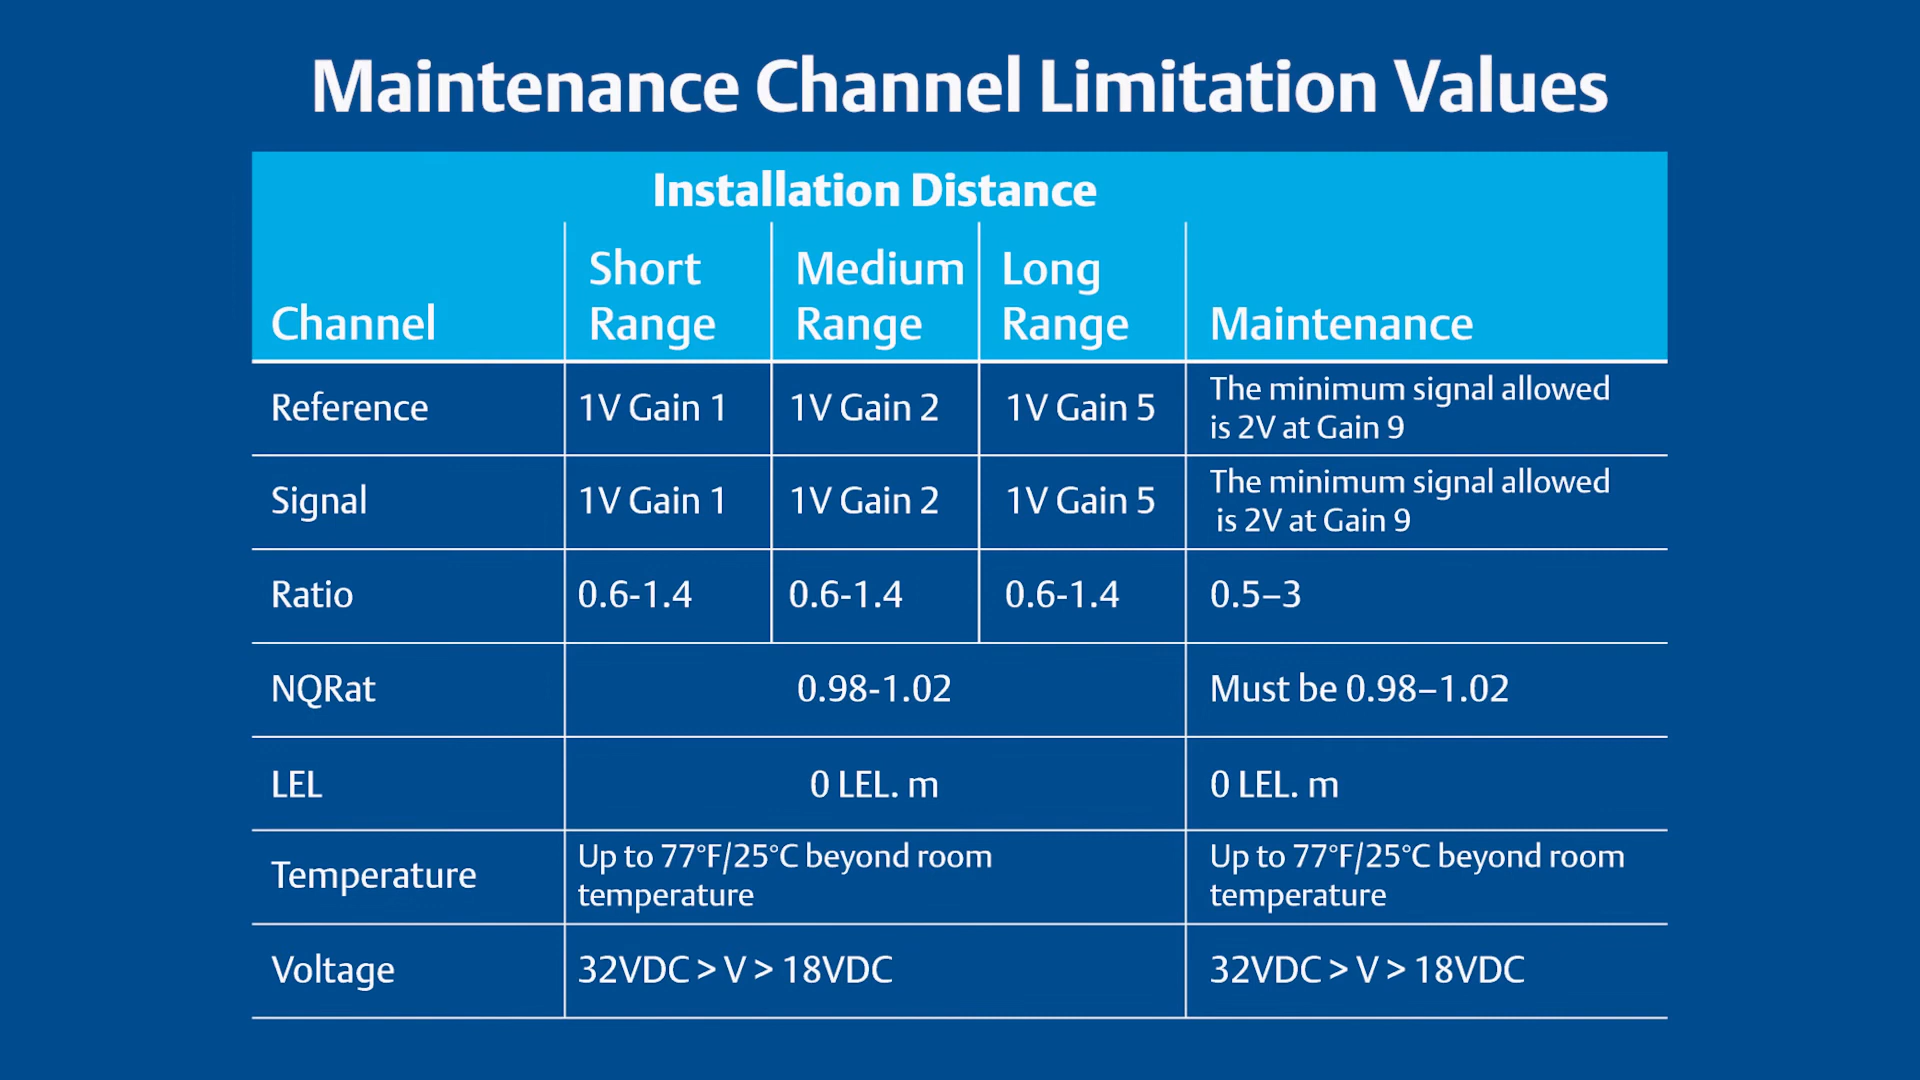 Maintenance Channel Limitation Values
Installation Distance
Channel
Short
Range
Medium
Range
Long
Range
Maintenance
Reference
1V Gain 1
1V Gain 2
1V Gain 5
The minimum signal allowed
is 2V at Gain 9
Signal
1V Gain 1
1V Gain 2
1V Gain 5
The minimum signal allowed
is 2V at Gain 9
Ratio
0.6-1.4
0.6-1.4
0.6-1.4
0.5–3
NQRat
0.98-1.02
Must be 0.98–1.02
LEL
0 LEL. m
0 LEL. m
Temperature
Up to 77°F/25°C beyond room
temperature
Up to 77°F/25°C beyond room
temperature
Voltage
32VDC > V > 18VDC
32VDC > V > 18VDC